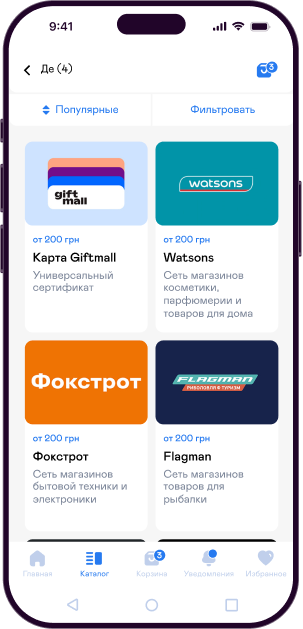 9:41
Де (4)
3
Популярные
Фильтровать
gift
mall
watsons
от 200 грн
от 200 грн
Карта Giftmall
Watsons
Универсальный
сертификат
Сеть магазинов
косметики,
парфюмерии и
товаров для дома
Фокстрот
FLAGMAN
РИБОЛОВЛЯ & ТУРИЗМ
от 200 грн
от 200 грн
Фокстрот
Flagman
Сеть магазинов
бытовой техники и
электроники
Сеть магазинов
товаров для
рыбалки
3
Главная
Каталог
Корзина
Уведомления
Избранное